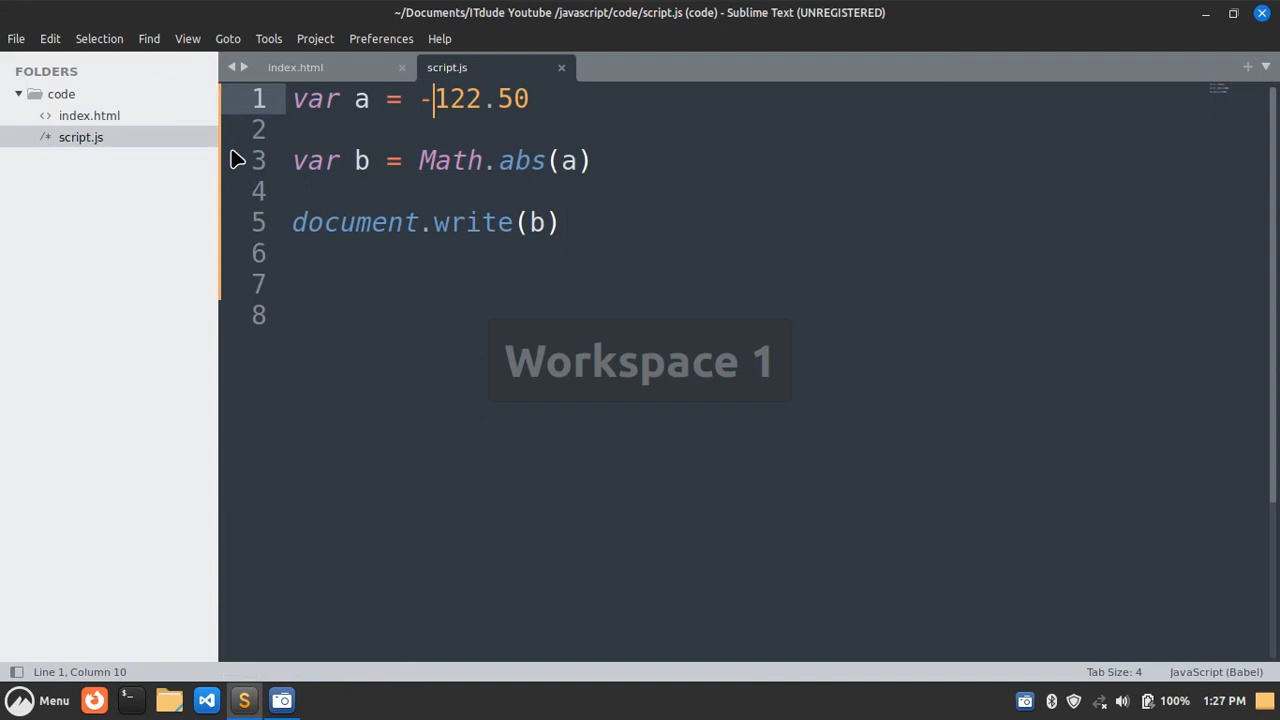 ~/Documents/ITdude Youtube /javascript/code/script.js (code) - Sublime Text (UNREGISTERED)
File Edit Selection Find View Goto Tools Project Preferences Help
FOLDERS
code
index.html
script.js
index.html script.js
1 var a = -122.50
2
3 var b = Math.abs(a)
4
5 document.write(b)
6
7
8
Workspace 1
Line 1, Column 10 Tab Size: 4 JavaScript (Babel)
Menu 100% 1:27 PM